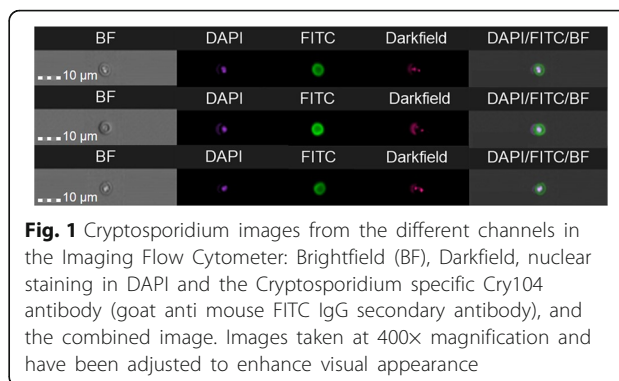 BF DAPI FITC Darkfield DAPI/FITC/BF
10 µm
BF DAPI FITC Darkfield DAPI/FITC/BF
10 µm
BF DAPI FITC Darkfield DAPI/FITC/BF
10 µm
Fig. 1 Cryptosporidium images from the different channels in
the Imaging Flow Cytometer: Brightfield (BF), Darkfield, nuclear
staining in DAPI and the Cryptosporidium specific Cry104
antibody (goat anti mouse FITC IgG secondary antibody), and
the combined image. Images taken at 400× magnification and
have been adjusted to enhance visual appearance